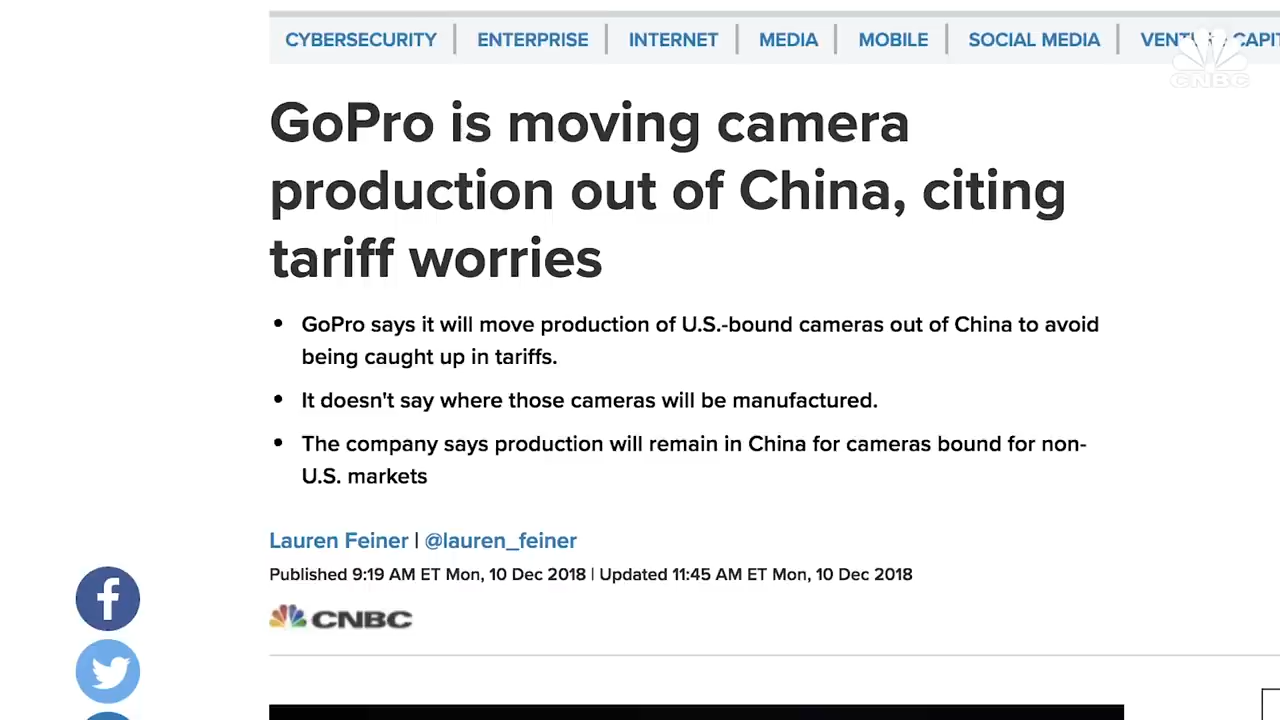 CYBERSECURITY ENTERPRISE INTERNET MEDIA MOBILE SOCIAL MEDIA
CNBC
GoPro is moving camera
production out of China, citing
tariff worries
• GoPro says it will move production of U.S.-bound cameras out of China to avoid
being caught up in tariffs.
• It doesn't say where those cameras will be manufactured.
• The company says production will remain in China for cameras bound for non-
U.S. markets
Lauren Feiner | @lauren_feiner
Published 9:19 AM ET Mon, 10 Dec 2018 | Updated 11:45 AM ET Mon, 10 Dec 2018
CNBC